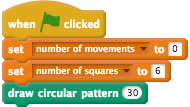 when clicked
set number of movements to 0
set number of squares to 6
draw circular pattern 30